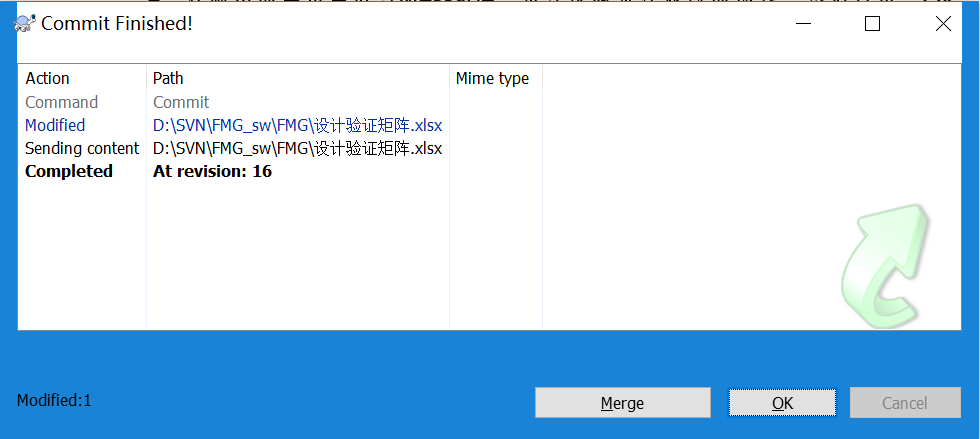 Commit Finished!
Action Path Mime type
Command Commit
Modified D:\SVN\FMG_sw\FMG\设计验证矩阵.xlsx
Sending content D:\SVN\FMG_sw\FMG\设计验证矩阵.xlsx
Completed At revision: 16
Modified:1
Merge OK Cancel